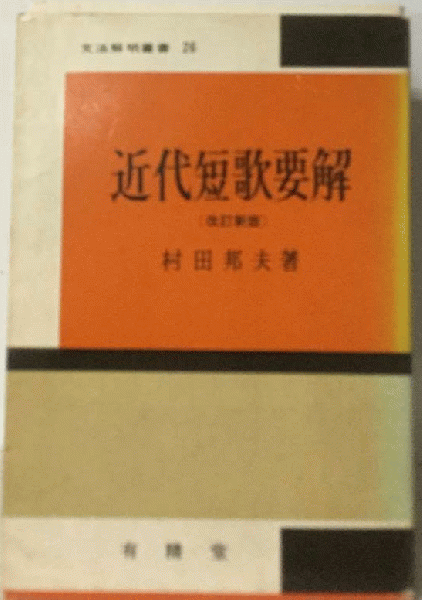 文法解明叢書 26
近代短歌要解
(改訂新版)
村田邦夫著
有精堂